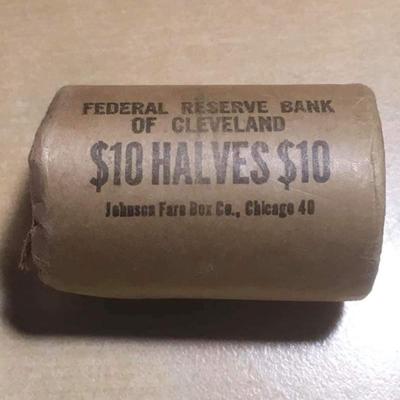 FEDERAL RESERVE BANK
OF CLEVELAND
$10 HALVES $10
Johnson Fare Box Co., Chicago 40